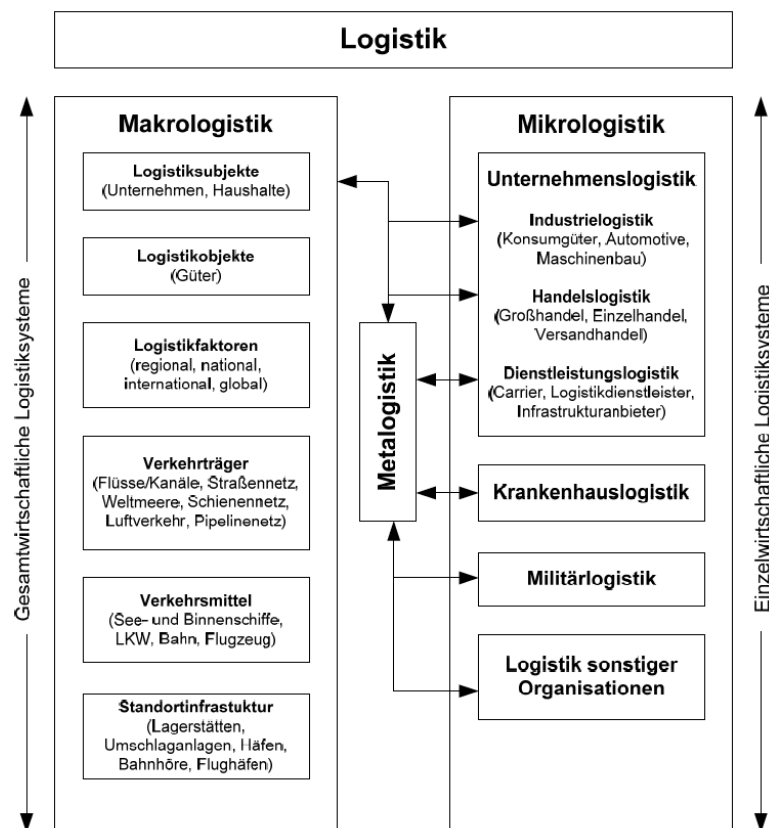 Logistik
Gesamtwirtschaftliche Logistiksysteme
Makrologistik
Logistiksubjekte
(Unternehmen, Haushalte)
Logistikobjekte
(Güter)
Logistikfaktoren
(regional, national,
international, global)
Verkehrträger
(Flüsse/Kanäle, Straßennetz,
Weltmeere, Schienennetz,
Luftverkehr, Pipelinenetz)
Verkehrsmittel
(See- und Binnenschiffe,
LKW, Bahn, Flugzeug)
Standortinfrastuktur
(Lagerstätten,
Umschlaganlagen, Häfen,
Bahnhöre, Flughäfen)
Metalogistik
Mikrologistik
Unternehmenslogistik
Industrielogistik
(Konsumgüter, Automotive,
Maschinenbau)
Handelslogistik
(Großhandel, Einzelhandel,
Versandhandel)
Dienstleistungslogistik
(Carrier, Logistikdienstleister,
Infrastrukturanbieter)
Krankenhauslogistik
Militärlogistik
Logistik sonstiger
Organisationen
Einzelwirtschaftliche Logistiksysteme